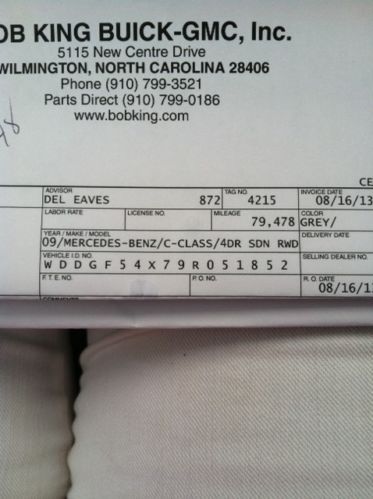 OB KING BUICK-GMC, Inc.
5115 New Centre Drive
WILMINGTON, NORTH CAROLINA 28406
Phone (910) 799-3521
Parts Direct (910) 799-0186
www.bobking.com
CE
ADVISOR TAG NO. INVOICE DATE
DEL EAVES 872 4215 08/16/13
LABOR RATE LICENSE NO. MILEAGE COLOR
79,478 GREY/
YEAR / MAKE / MODEL DELIVERY DATE
09/MERCEDES-BENZ/C-CLASS/4DR SDN RWD
VEHICLE I.D. NO. SELLING DEALER NO.
W D D G F 5 4 X 7 9 R 0 5 1 8 5 2
F.T.E. NO. P.O. NO. R.O. DATE
08/16/1
COMMENTS